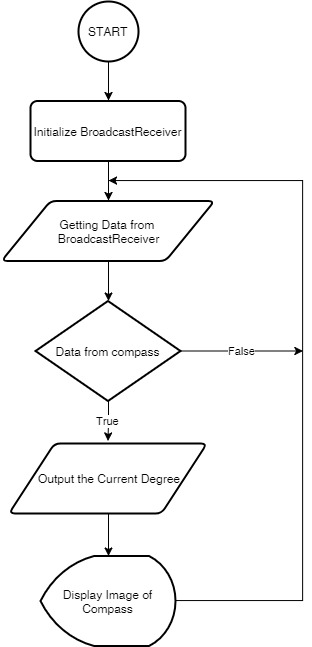 START
Initialize BroadcastReceiver
Getting Data from
BroadcastReceiver
Data from compass
False
True
Output the Current Degree
Display Image of
Compass